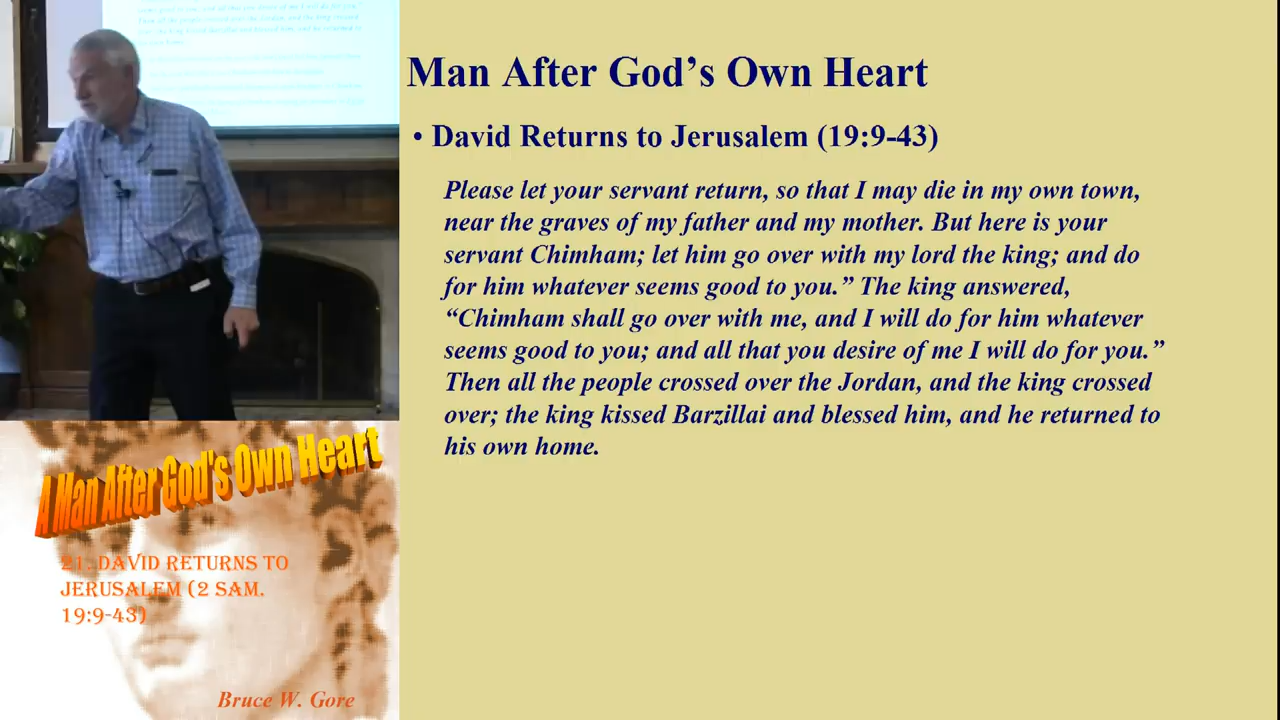 Man After God's Own Heart
• David Returns to Jerusalem (19:9-43)
Please let your servant return, so that I may die in my own town,
near the graves of my father and my mother. But here is your
servant Chimham; let him go over with my lord the king; and do
for him whatever seems good to you.” The king answered,
“Chimham shall go over with me, and I will do for him whatever
seems good to you; and all that you desire of me I will do for you.”
Then all the people crossed over the Jordan, and the king crossed
over; the king kissed Barzillai and blessed him, and he returned to
his own home.
A Man After God's Own Heart
21. DAVID RETURNS TO
JERUSALEM (2 SAM.
19:9-43)
Bruce W. Gore